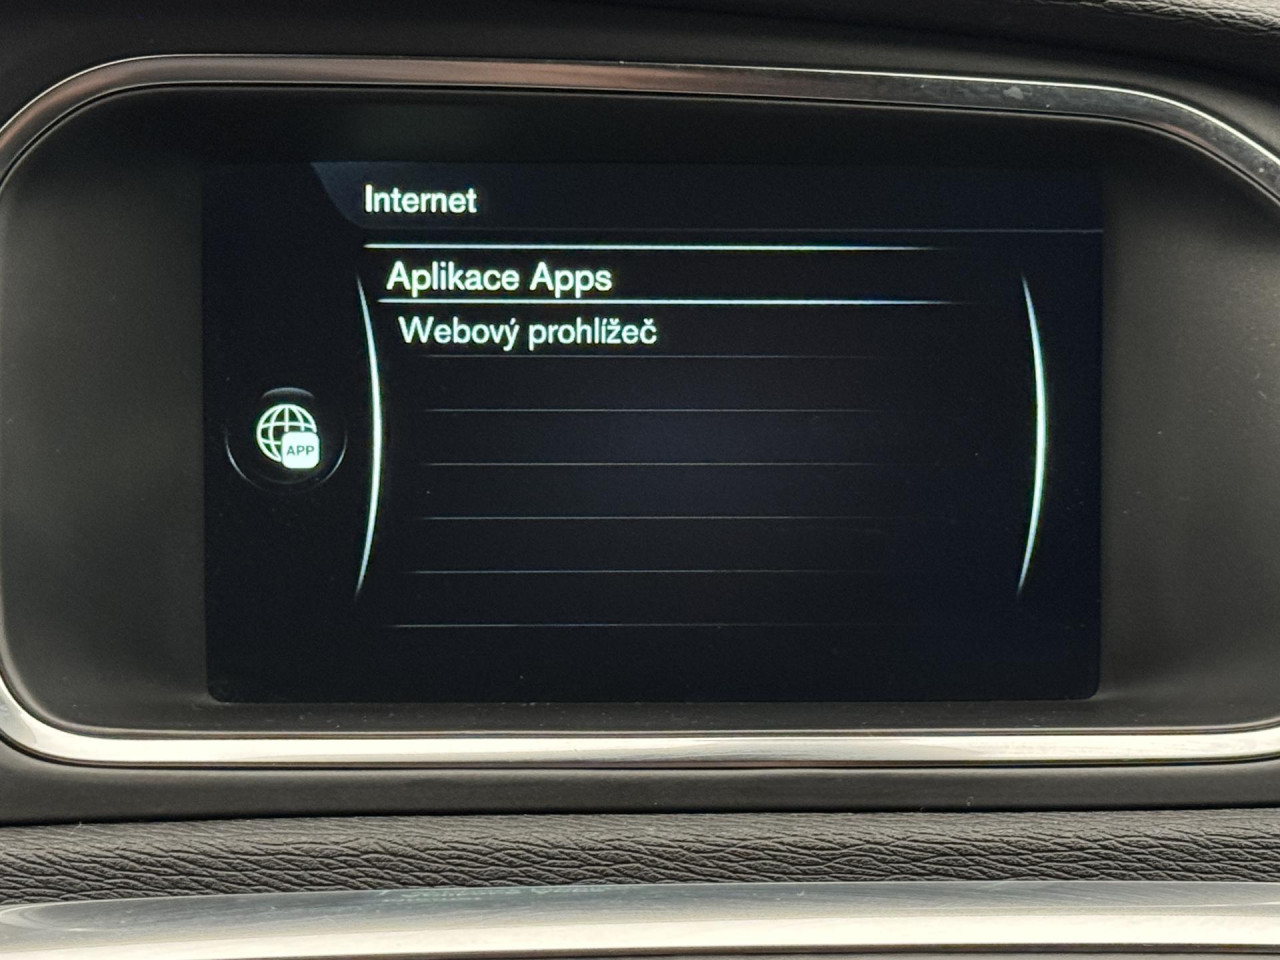 Internet
Aplikace Apps
Webový prohlížeč
APP